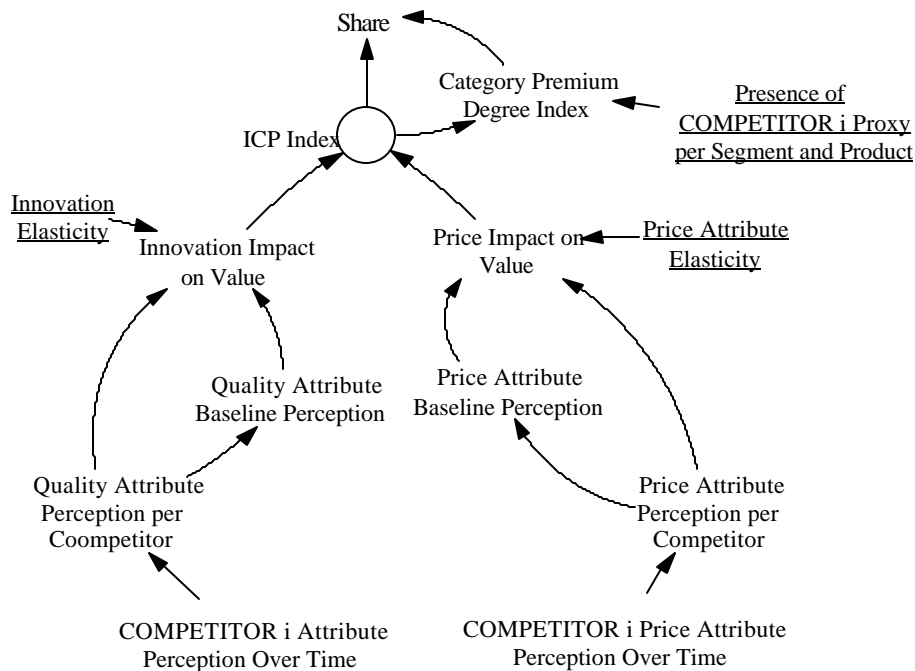 Share
Category Premium
Degree Index
Presence of
COMPETITOR i Proxy
per Segment and Product
ICP Index
Innovation
Elasticity
Innovation Impact
on Value
Price Impact on
Value
Price Attribute
Elasticity
Quality Attribute
Baseline Perception
Price Attribute
Baseline Perception
Quality Attribute
Perception per
Coompetitor
Price Attribute
Perception per
Competitor
COMPETITOR i Attribute
Perception Over Time
COMPETITOR i Price Attribute
Perception Over Time